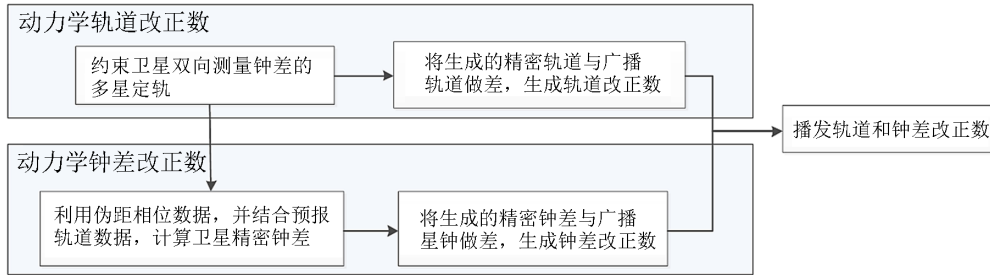 动力学轨道改正数
约束卫星双向测量钟差的
多星定轨
将生成的精密轨道与广播
轨道做差，生成轨道改正数
播发轨道和钟差改正数
动力学钟差改正数
利用伪距相位数据，并结合预报
轨道数据，计算卫星精密钟差
将生成的精密钟差与广播
星钟做差，生成钟差改正数